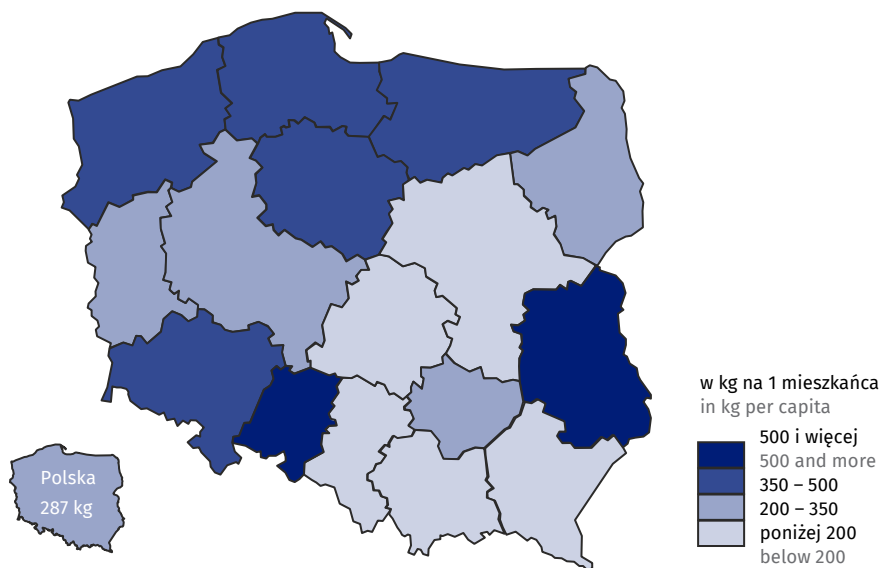 w kg na 1 mieszkańca
in kg per capita
500 i więcej
500 and more
350 – 500
200 – 350
poniżej 200
below 200
Polska
287 kg